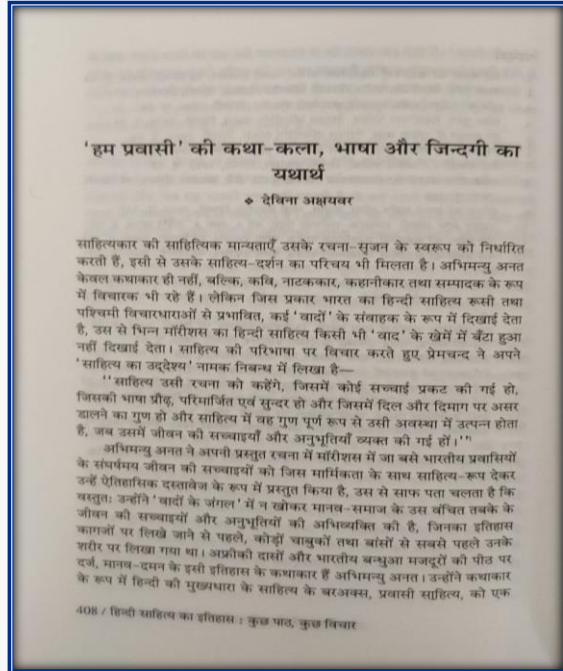 'हम प्रवासी' की कथा-कला, भाषा और जिन्दगी का
यथार्थ
❖ देविना अक्षयवर
साहित्यकार की साहित्यिक मान्यताएँ उसके रचना-सृजन के स्वरूप को निर्धारित
करती हैं, इसी से उसके साहित्य-दर्शन का परिचय भी मिलता है। अभिमन्यु अनत
केवल कथाकार ही नहीं, बल्कि, कवि, नाटककार, कहानीकार तथा सम्पादक के रूप
में विचारक भी रहे हैं। लेकिन जिस प्रकार भारत का हिन्दी साहित्य रूसी तथा
पश्चिमी विचारधाराओं से प्रभावित, कई 'वादों' के संवाहक के रूप में दिखाई देता
है, उस से भिन्न मॉरीशस का हिन्दी साहित्य किसी भी 'वाद' के खेमे में बँटा हुआ
नहीं दिखाई देता। साहित्य की परिभाषा पर विचार करते हुए प्रेमचन्द ने अपने
'साहित्य का उद्देश्य' नामक निबन्ध में लिखा है—
''साहित्य उसी रचना को कहेंगे, जिसमें कोई सच्चाई प्रकट की गई हो,
जिसकी भाषा प्रौढ़, परिमार्जित एवं सुन्दर हो और जिसमें दिल और दिमाग पर असर
डालने का गुण हो और साहित्य में वह गुण पूर्ण रूप से उसी अवस्था में उत्पन्न होता
है, जब उसमें जीवन की सच्चाइयाँ और अनुभूतियाँ व्यक्त की गई हों।''¹
अभिमन्यु अनत ने अपनी प्रस्तुत रचना में मॉरीशस में जा बसे भारतीय प्रवासियों
के संघर्षमय जीवन की सच्चाइयों को जिस मार्मिकता के साथ साहित्य-रूप देकर
उन्हें ऐतिहासिक दस्तावेज के रूप में प्रस्तुत किया है, उस से साफ पता चलता है कि
वस्तुतः उन्होंने 'वादों के जंगल' में न खोकर मानव-समाज के उस वंचित तबके के
जीवन की सच्चाइयों और अनुभूतियों की अभिव्यक्ति की है, जिनका इतिहास
कागजों पर लिखे जाने से पहले, कोड़ों चाबुकों तथा बांसों से सबसे पहले उनके
शरीर पर लिखा गया था। अफ्रीकी दासों और भारतीय बन्धुआ मजदूरों की पीठ पर
दर्ज, मानव-दमन के इसी इतिहास के कथाकार हैं अभिमन्यु अनत। उन्होंने कथाकार
के रूप में हिन्दी की मुख्यधारा के साहित्य के बरअक्स, प्रवासी साहित्य, को एक
408 / हिन्दी साहित्य का इतिहास : कुछ पाठ, कुछ विचार